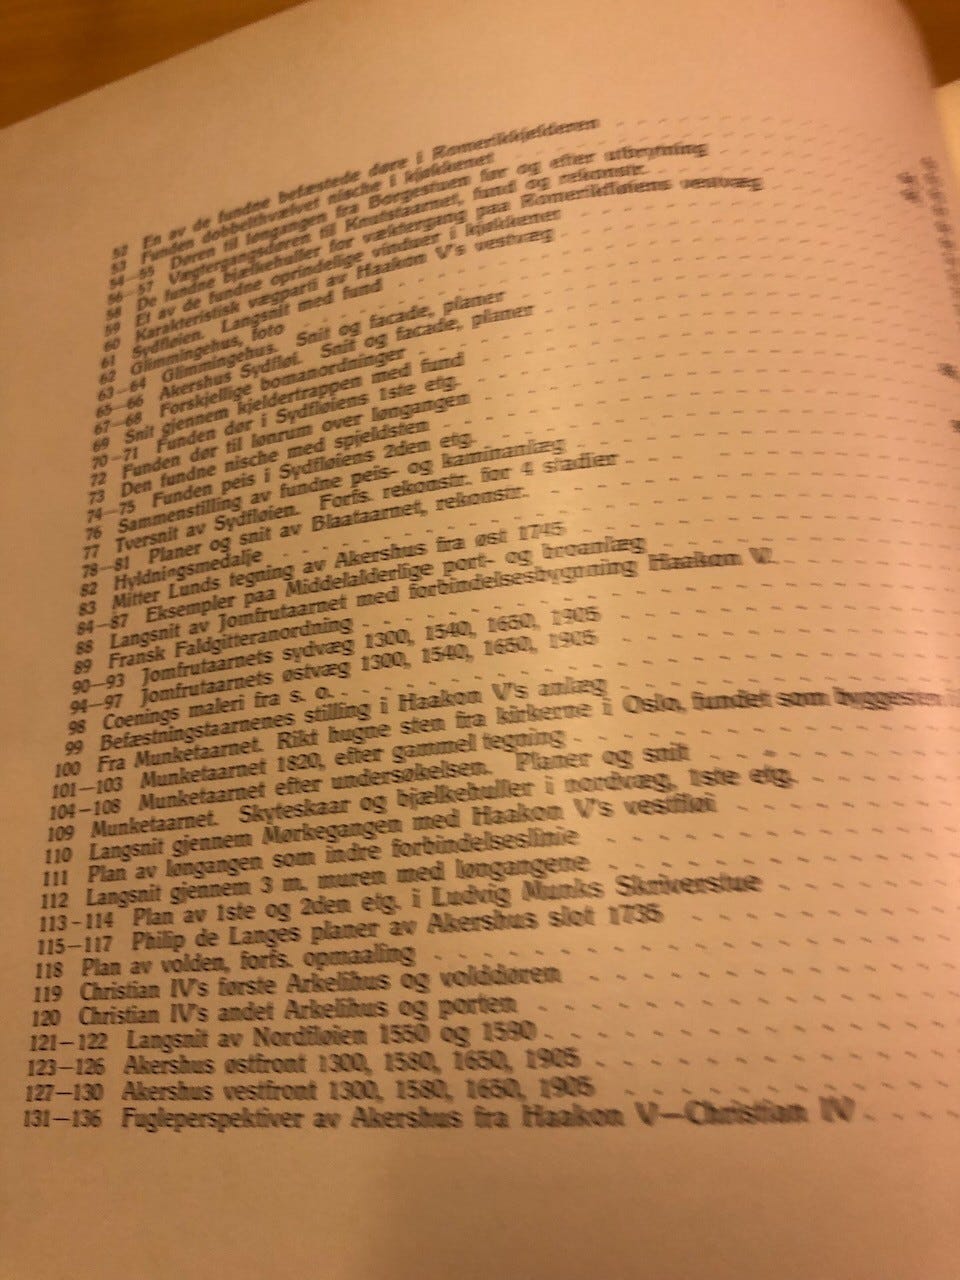 52 En av de fundne befæstede døre i Romerikkjelderen
53 Funden dobbelthvælvet nische i kjøkkenet
54—55 Døren til løngangen fra Borgestuen før og efter utbrytning
56—57 Vægtergangsdøren til Knutstaarnet, fund og rekonstr.
58 De fundne bjælkehuller for væktergang paa Romerikfløiens vestvæg
59 Et av de fundne oprindelige vinduer i kjøkkenet
60 Karakteristisk vægparti av Haakon V's vestvæg
61 Sydfløien. Langsnit med fund
62 Glimmingehus, foto
63—64 Glimmingehus. Snit og facade, planer
65—66 Akershus Sydfløi. Snit og facade, planer
67—68 Forskjellige bomanordninger
69 Snit gjennem kjeldertrappen med fund
70—71 Funden dør i Sydfløiens 1ste etg.
72 Funden dør til lønrum over løngangen
73 Den fundne nische med spjeldsten
74—75 Funden peis i Sydfløiens 2den etg.
76 Sammenstilling av fundne peis- og kaminanlæg
77 Tversnit av Sydfløien. Forfs. rekonstr. for 4 stadier
78—81 Planer og snit av Blaataarnet, rekonstr.
82 Hyldningsmedalje
83 Mitter Lunds tegning av Akershus fra øst 1745
84—87 Eksempler paa Middelalderlige port- og broanlæg
88 Langsnit av Jomfrutaarnet med forbindelsesbygnning Haakon V.
89 Fransk Faldgitteranordning
90—93 Jomfrutaarnets sydvæg 1300, 1540, 1650, 1905
94—97 Jomfrutaarnets østvæg 1300, 1540, 1650, 1905
98 Coenings maleri fra s. o.
99 Befæstningstaarnenes stilling i Haakon V's anlæg
100 Fra Munketaarnet. Rikt hugne sten fra kirkerne i Oslo, fundet som byggesten
101—103 Munketaarnet 1820, efter gammel tegning
104—108 Munketaarnet efter undersøkelsen. Planer og snit
109 Munketaarnet. Skyteskaar og bjælkehuller i nordvæg, 1ste etg.
110 Langsnit gjennem Mørkegangen med Haakon V's vestfløi
111 Plan av løngangen som indre forbindelseslinie
112 Langsnit gjennem 3 m. muren med løngangene
113—114 Plan av 1ste og 2den etg. i Ludvig Munks Skriverstue
115—117 Philip de Langes planer av Akershus slot 1735
118 Plan av volden, forfs. opmaaling
119 Christian IV's første Arkelihus og volddøren
120 Christian IV's andet Arkelihus og porten
121—122 Langsnit av Nordfløien 1550 og 1590
123—126 Akershus østfront 1300, 1580, 1650, 1905
127—130 Akershus vestfront 1300, 1580, 1650, 1905
131—136 Fugleperspektiver av Akershus fra Haakon V—Christian IV